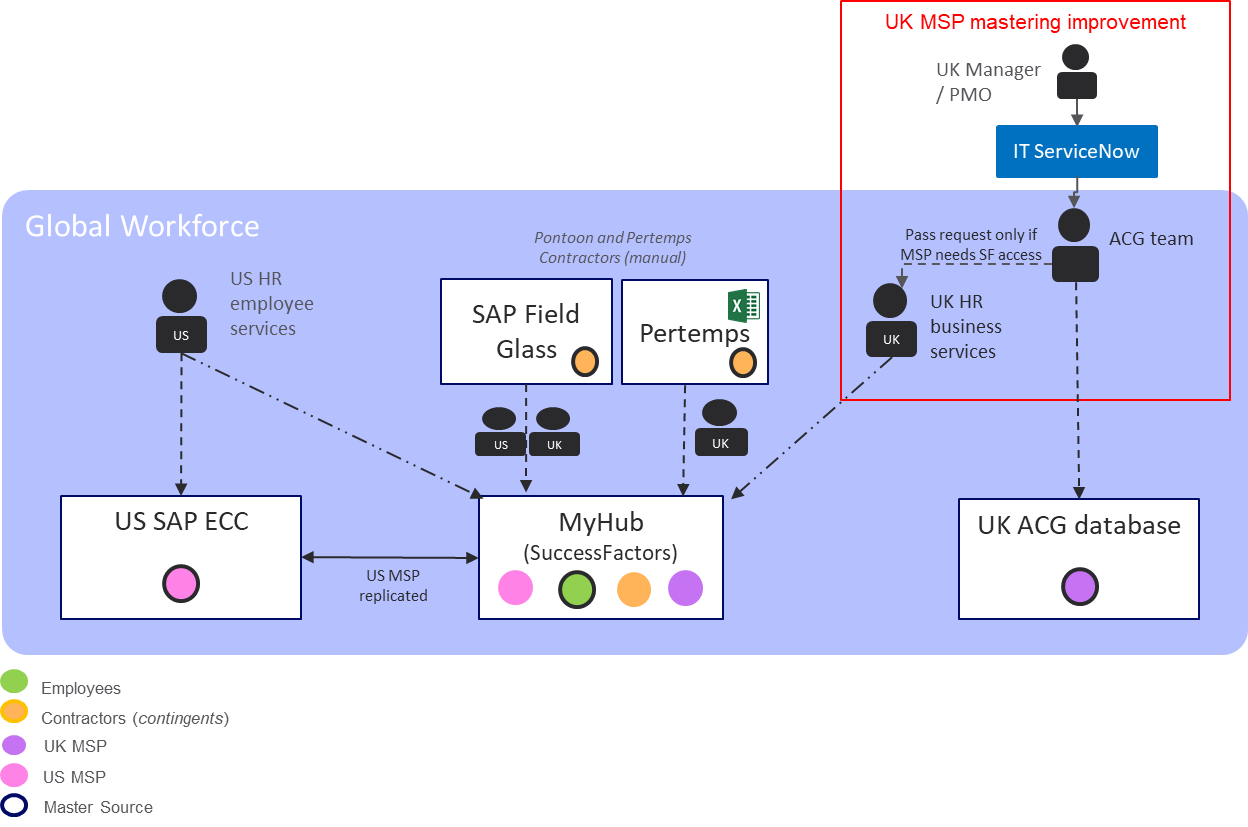 UK MSP mastering improvement
UK Manager
/ PMO
IT ServiceNow
Global Workforce
Pontoon and Pertemps
Contractors (manual)
Pass request only if
MSP needs SF access
ACG team
US HR
employee
services
US
SAP Field
Glass
X
Pertemps
UK
UK HR
business
services
US
UK
UK
US SAP ECC
MyHub
(SuccessFactors)
UK ACG database
US MSP
replicated
Employees
Contractors (contingents)
UK MSP
US MSP
Master Source